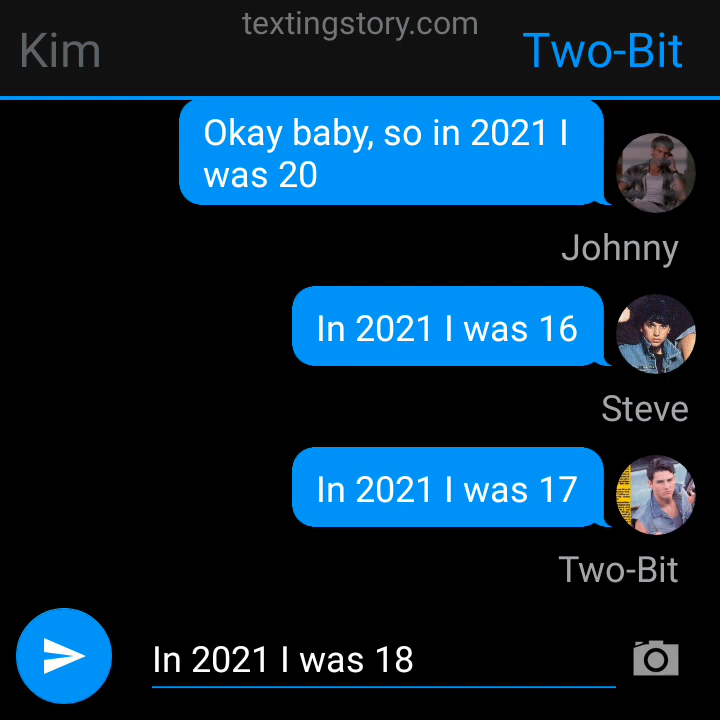 textingstory.com
Kim
Two-Bit
Okay baby, so in 2021 I
was 20
Johnny
In 2021 I was 16
Steve
In 2021 I was 17
Two-Bit
In 2021 I was 18